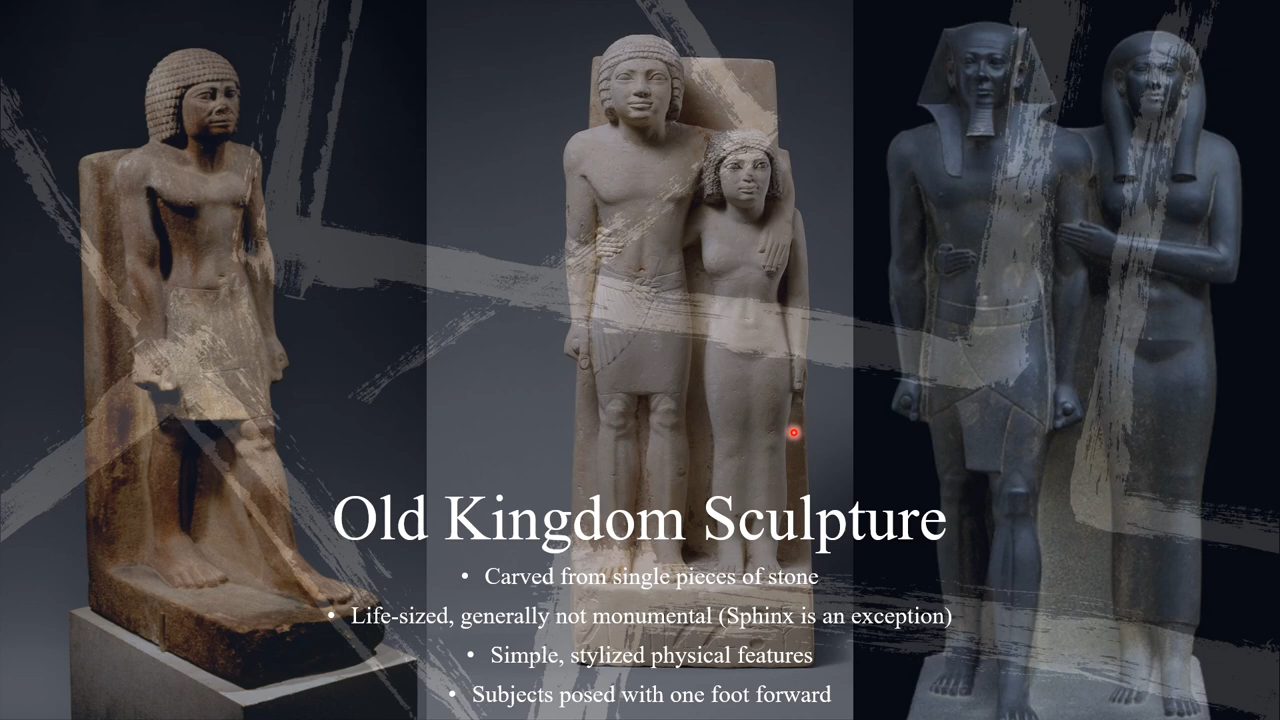 Old Kingdom Sculpture
• Carved from single pieces of stone
• Life-sized, generally not monumental (Sphinx is an exception)
• Simple, stylized physical features
• Subjects posed with one foot forward